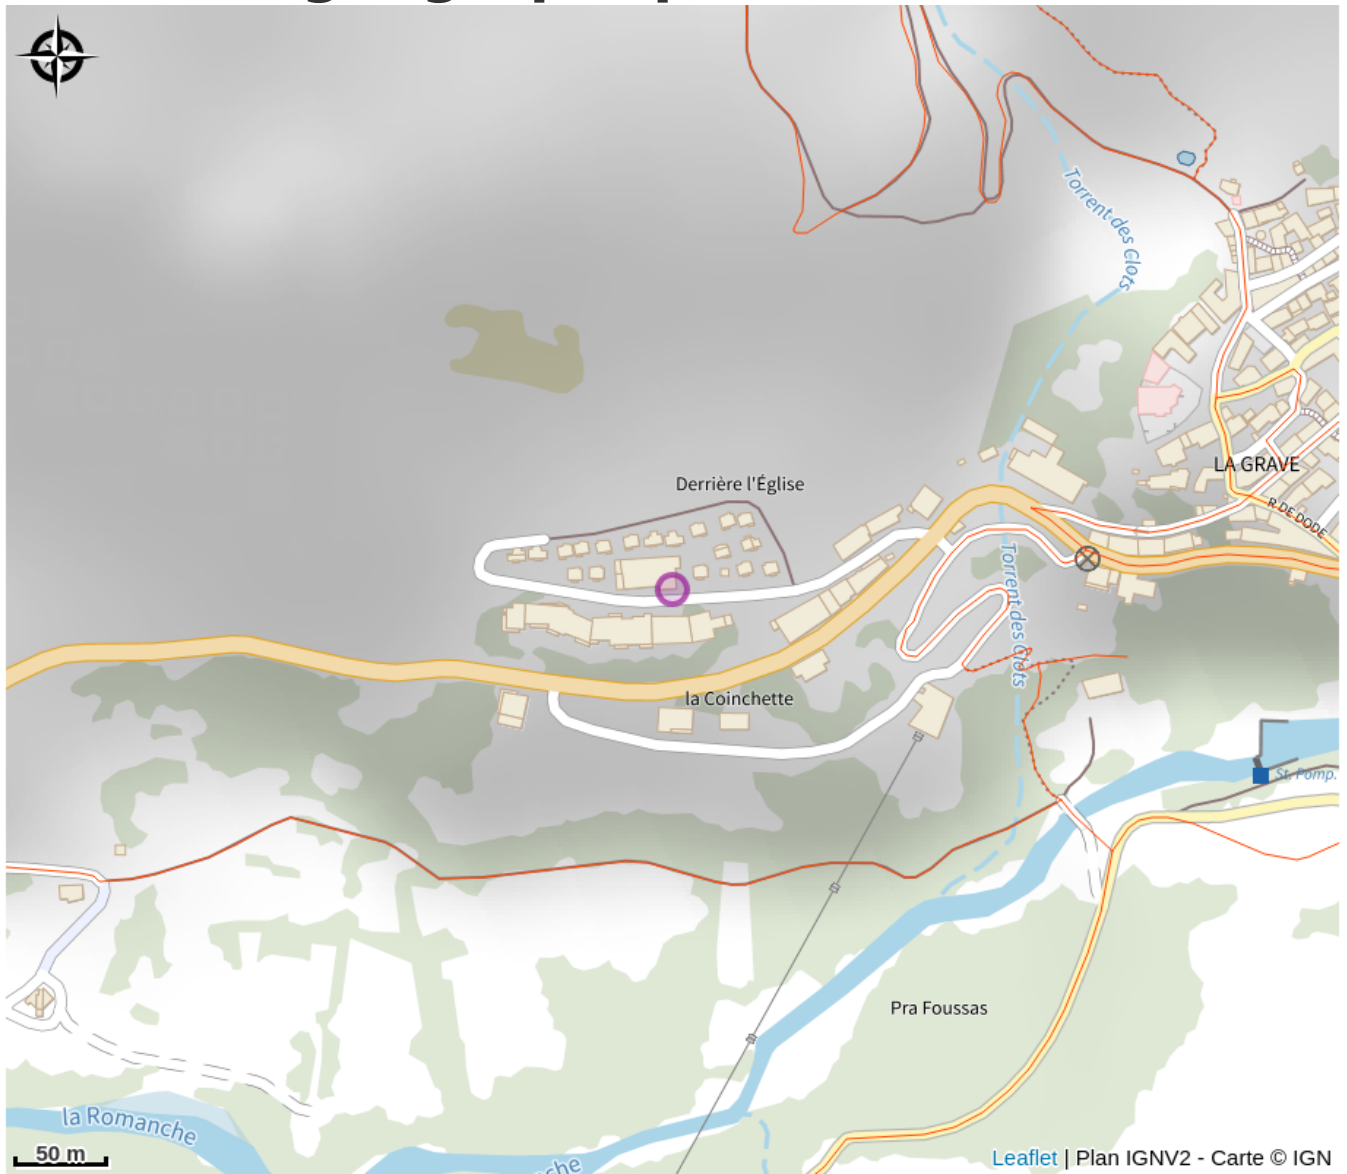 Torrent des Clots
Derrière l'Église
LA GRAVE
R DE DODE
Torrent des Clots
la Coinchette
St. Pomp.
Pra Foussas
la Romanche
50 m
Leaflet | Plan IGNV2 - Carte © IGN